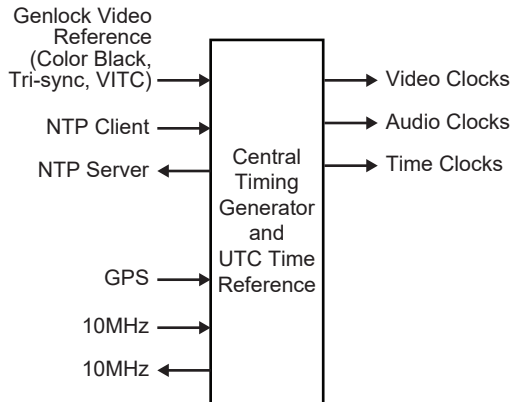 Genlock Video
Reference
(Color Black,
Tri-sync, VITC)
NTP Client
NTP Server
GPS
10MHz
10MHz
Central
Timing
Generator
and
UTC Time
Reference
Video Clocks
Audio Clocks
Time Clocks